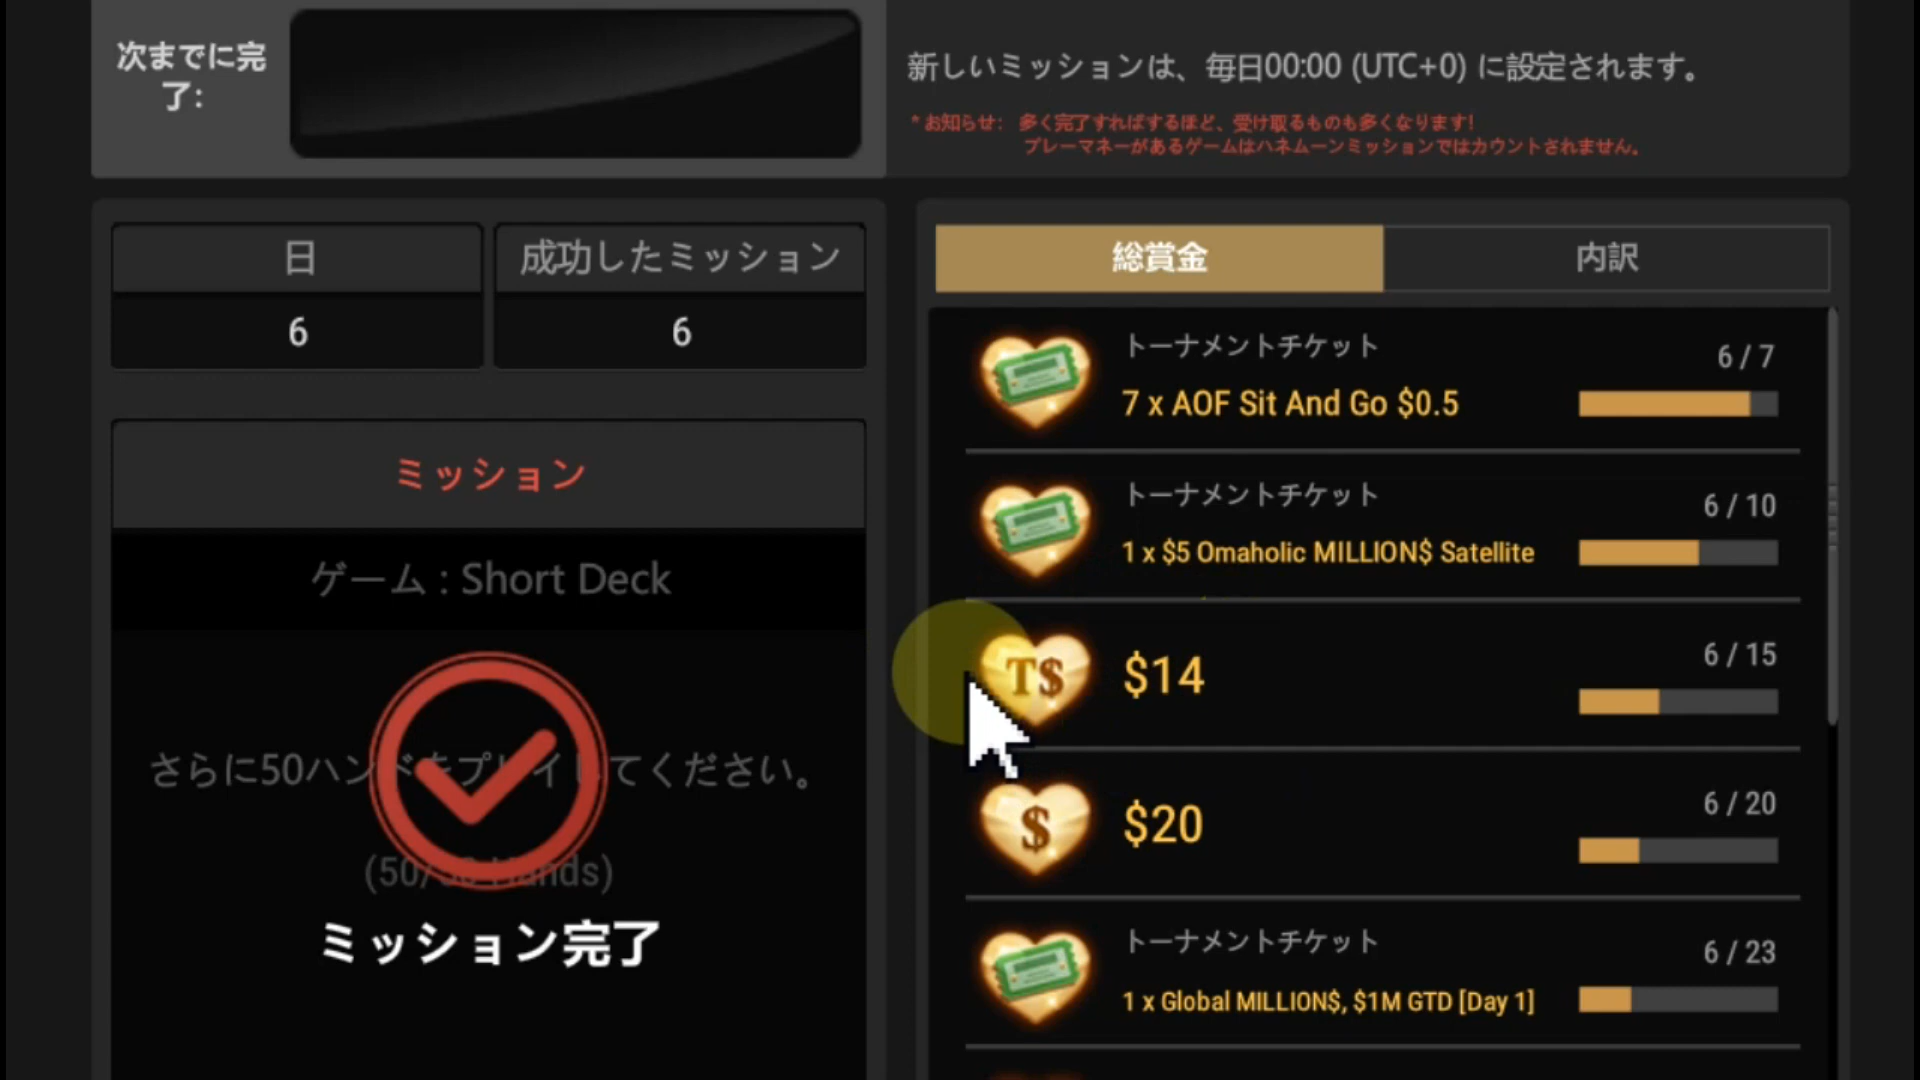 次までに完
了:
新しいミッションは、毎日00:00 (UTC+0) に設定されます。
* お知らせ: 多く完了すればするほど、受け取るものも多くなります!
プレーマネーがあるゲームはハネムーンミッションではカウントされません。
日
成功したミッション
6
6
ミッション
ゲーム : Short Deck
さらに50ハンドをプレイしてください。
(50/50 Hands)
ミッション完了
総賞金
内訳
トーナメントチケット
7 x AOF Sit And Go $0.5
6 / 7
トーナメントチケット
1 x $5 Omaholic MILLION$ Satellite
6 / 10
T$
$14
6 / 15
$
$20
6 / 20
トーナメントチケット
1 x Global MILLION$, $1M GTD [Day 1]
6 / 23